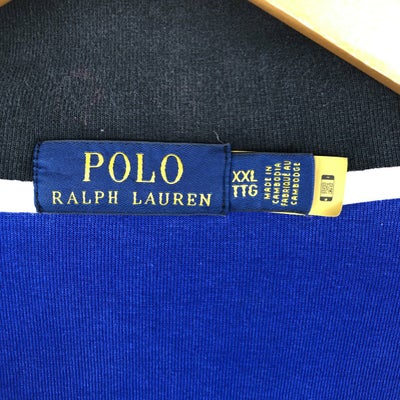 POLO
RALPH LAUREN
XXL
TTG
MADE IN
CAMBODIA
FABRIQUÉ AU
CAMBODGE